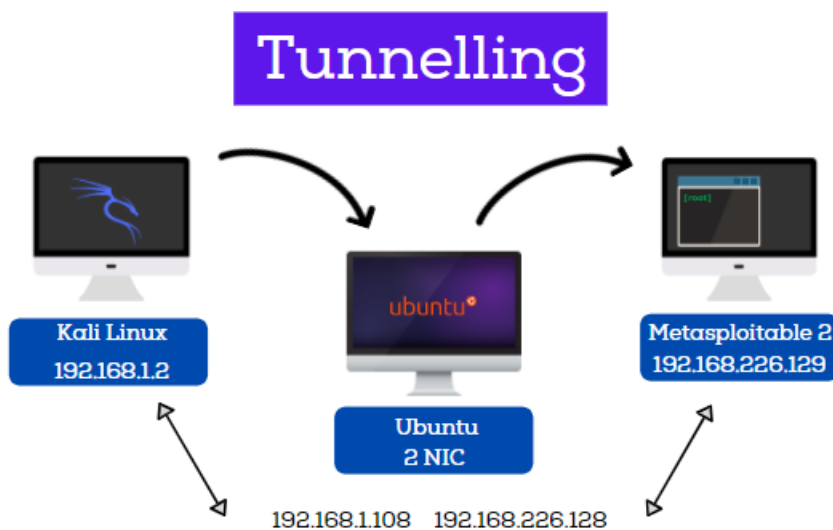 Tunnelling
[root]
ubuntu
Kali Linux
192.168.1.2
Metasploitable 2
192.168.226.129
Ubuntu
2 NIC
192.168.1.108 192.168.226.128